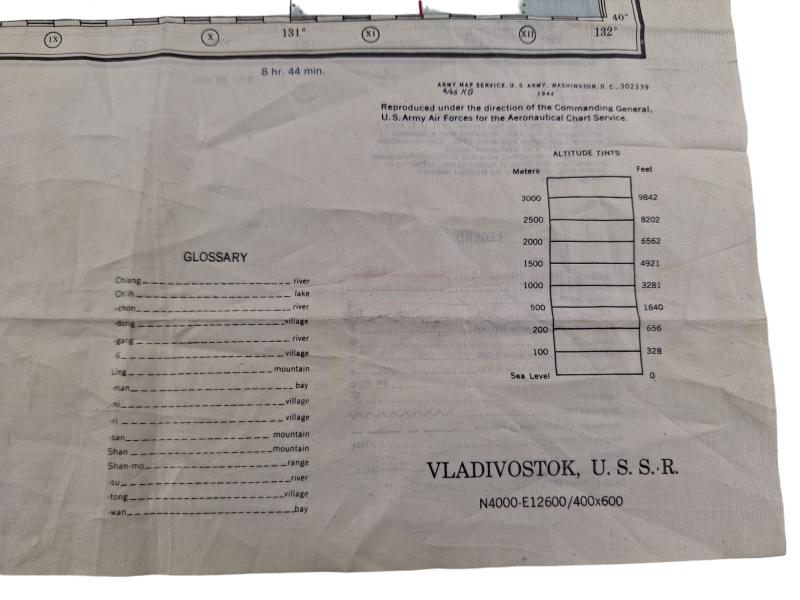 40°
IX X 131° XI XII 132°
8 hr. 44 min.
ARMY MAP SERVICE, U. S. ARMY, WASHINGTON, D. C., 302239
1944
Reproduced under the direction of the Commanding General,
U. S. Army Air Forces for the Aeronautical Chart Service.
ALTITUDE TINTS
Meters Feet
3000 9842
2500 8202
2000 6562
1500 4921
1000 3281
500 1640
200 656
100 328
Sea Level 0
GLOSSARY
Chiang river
Ch'ih lake
-chon river
-dong village
-gang river
-li village
Ling mountain
-man bay
-ni village
-ri village
-san mountain
Shan mountain
Shan-mo range
-su river
-tong village
-wan bay
VLADIVOSTOK, U. S. S. R.
N4000-E12600/400x600